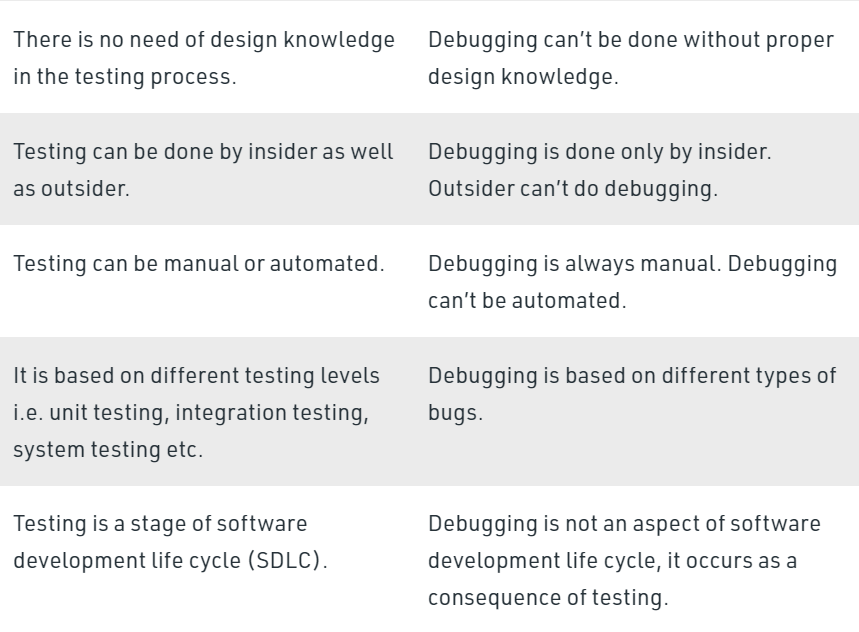 There is no need of design knowledge
in the testing process.
Debugging can't be done without proper
design knowledge.
Testing can be done by insider as well
as outsider.
Debugging is done only by insider.
Outsider can't do debugging.
Testing can be manual or automated.
Debugging is always manual. Debugging
can't be automated.
It is based on different testing levels
i.e. unit testing, integration testing,
system testing etc.
Debugging is based on different types of
bugs.
Testing is a stage of software
development life cycle (SDLC).
Debugging is not an aspect of software
development life cycle, it occurs as a
consequence of testing.